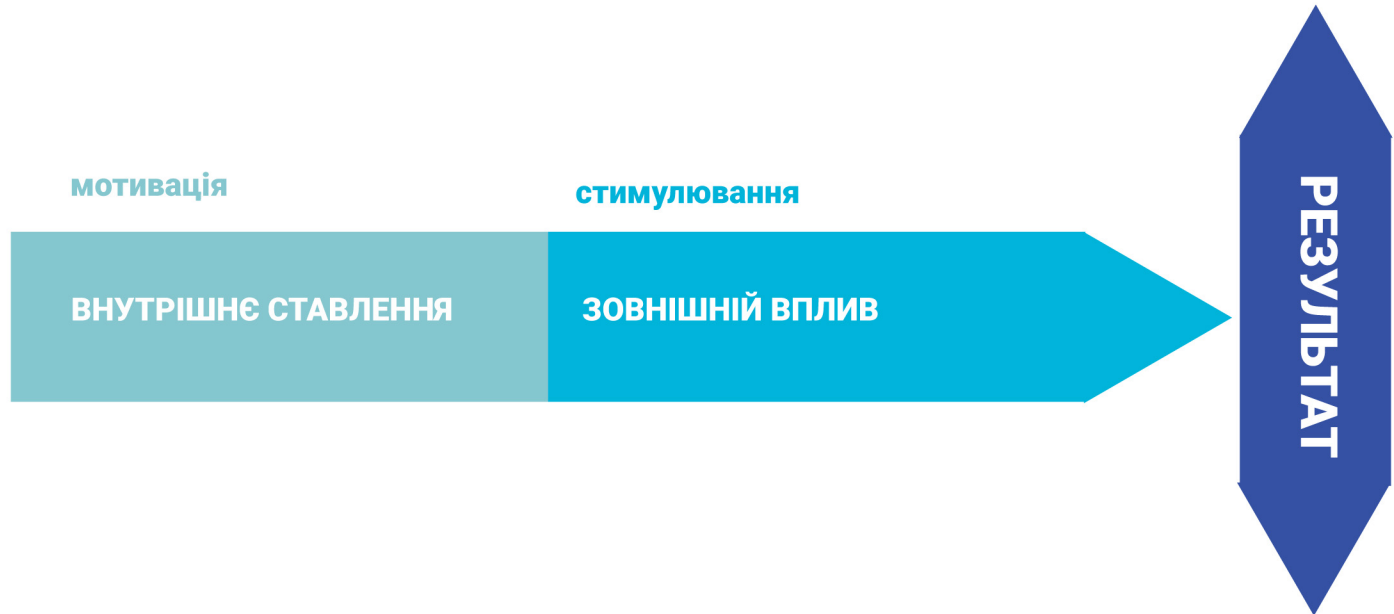 мотивація
стимулювання
ВНУТРІШНЄ СТАВЛЕННЯ
ЗОВНІШНІЙ ВПЛИВ
РЕЗУЛЬТАТ